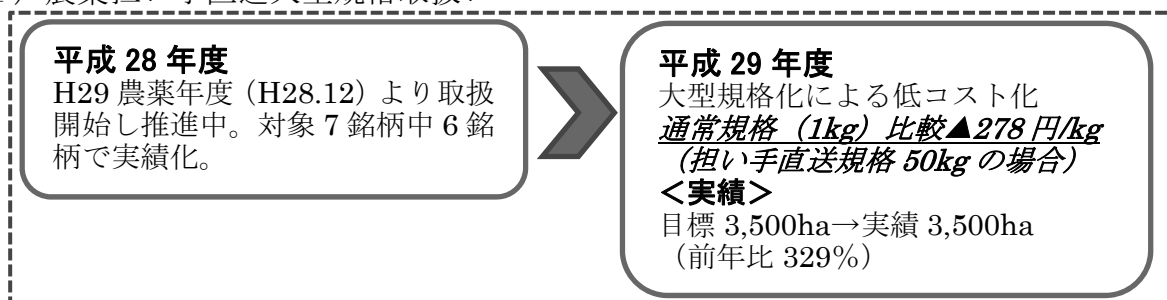 平成 28 年度
H29 農薬年度（H28.12）より取扱
開始し推進中。対象 7 銘柄中 6 銘
柄で実績化。
平成 29 年度
大型規格化による低コスト化
通常規格（1kg）比較▲278 円/kg
（担い手直送規格 50kg の場合）
＜実績＞
目標 3,500ha→実績 3,500ha
（前年比 329％）